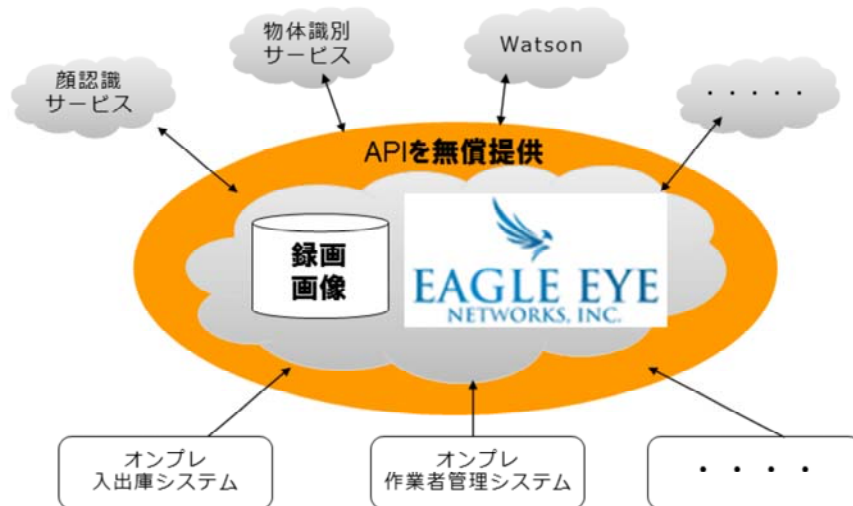 物体識別
サービス
Watson
顔認識
サービス
・・・・・
APIを無償提供
録画
画像
EAGLE EYE
NETWORKS, INC.
オンプレ
入出庫システム
オンプレ
作業者管理システム
・・・・